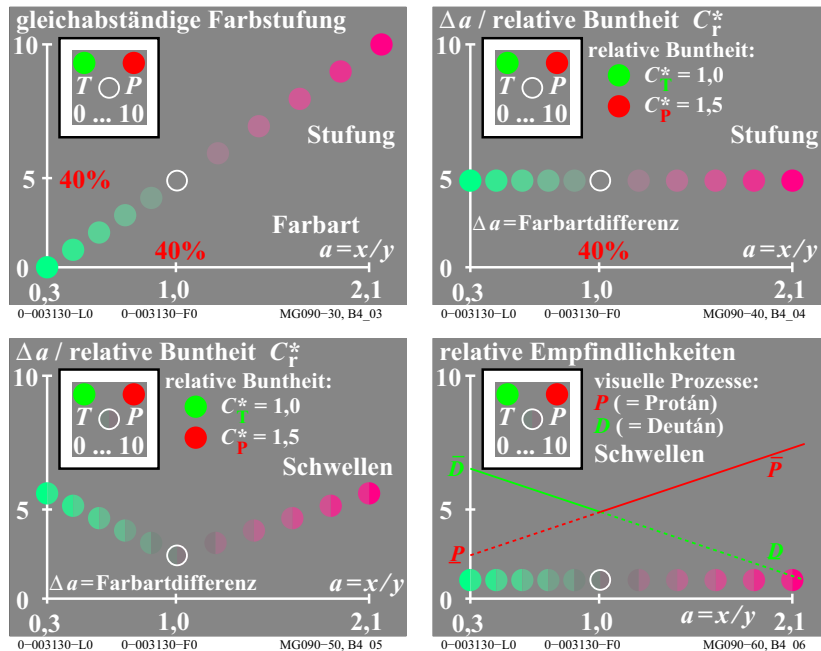 gleichabständige Farbstufung
10
T P
0 ... 10
Stufung
5
40%
Farbart
40%
a=x/y
0
0,3 1,0 2,1
0−003130−L0 0−003130−F0 MG090−30, B4_03
Δa / relative Buntheit C*r
10
relative Buntheit:
C*T = 1,0
C*P = 1,5
T P
0 ... 10
Stufung
5
Δa=Farbartdifferenz
40%
a=x/y
0
0,3 1,0 2,1
0−003130−L0 0−003130−F0 MG090−40, B4_04
Δa / relative Buntheit C*r
10
relative Buntheit:
C*T = 1,0
C*P = 1,5
T P
0 ... 10
Schwellen
5
Δa=Farbartdifferenz
a=x/y
0
0,3 1,0 2,1
0−003130−L0 0−003130−F0 MG090−50, B4_05
relative Empfindlichkeiten
10
visuelle Prozesse:
P ( = Protán)
D ( = Deután)
T P
0 ... 10
Schwellen
D̄ P̄
5
P̲ D̲
0
0,3 1,0 a=x/y 2,1
0−003130−L0 0−003130−F0 MG090−60, B4_06